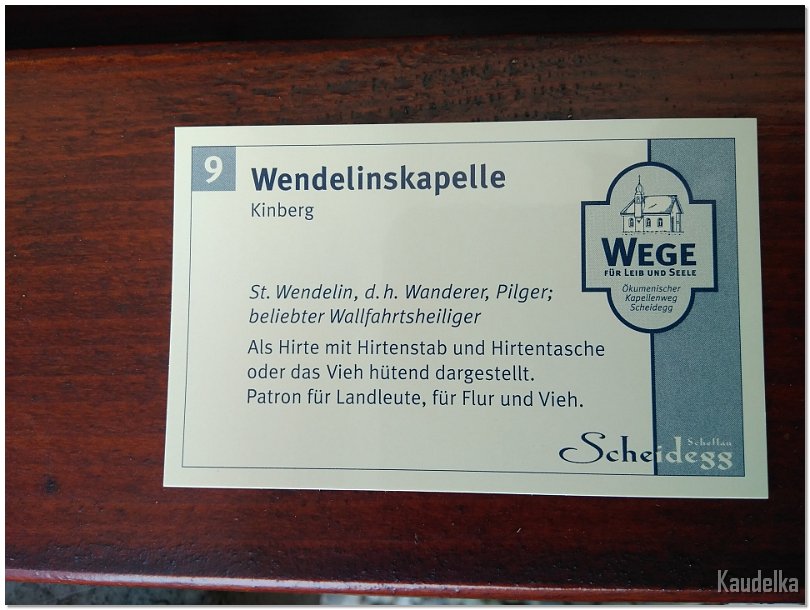 9
Wendelinskapelle
Kinberg
WEGE
FÜR LEIB UND SEELE
Ökumenischer
Kapellenweg
Scheidegg
St. Wendelin, d. h. Wanderer, Pilger;
beliebter Wallfahrtsheiliger
Als Hirte mit Hirtenstab und Hirtentasche
oder das Vieh hütend dargestellt.
Patron für Landleute, für Flur und Vieh.
Scheffau
Scheidegg
Kaudelka